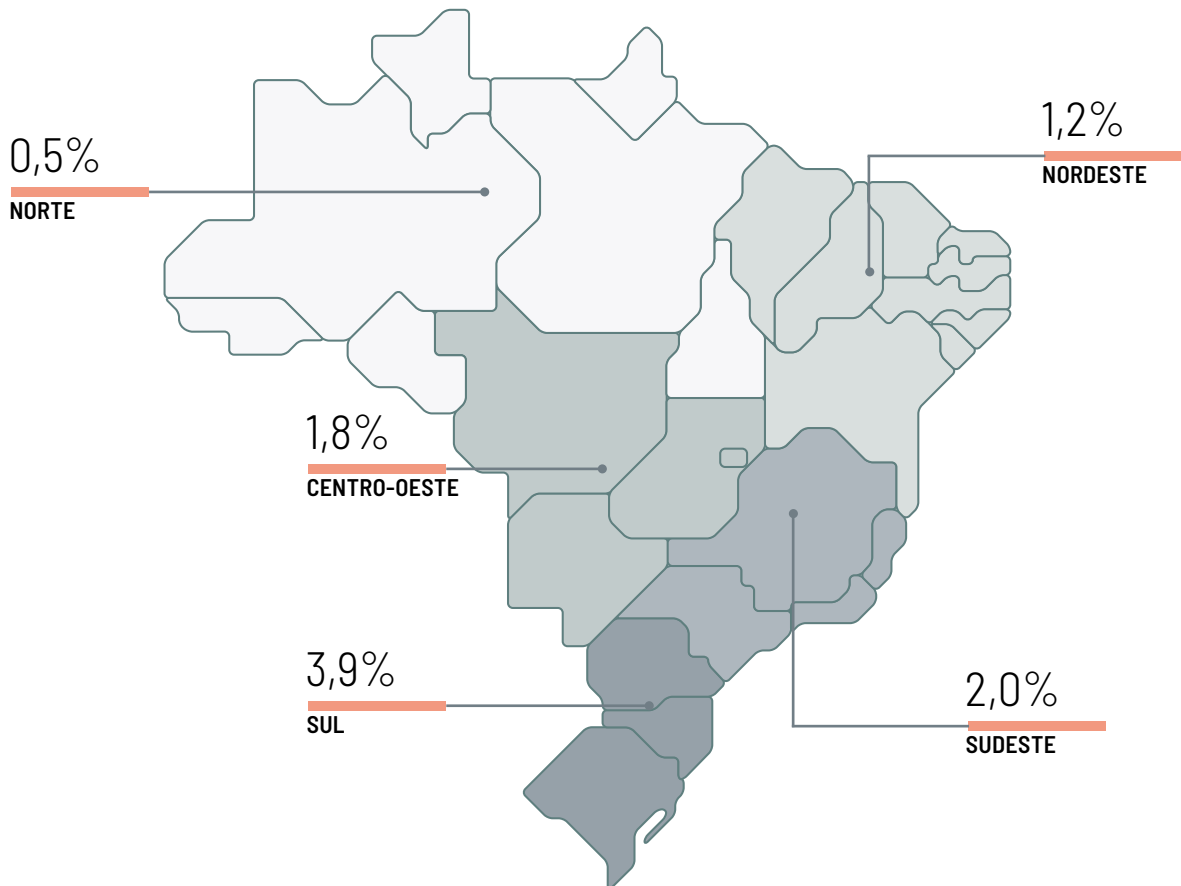 1,2%
NORDESTE
0,5%
NORTE
1,8%
CENTRO-OESTE
3,9%
SUL
2,0%
SUDESTE